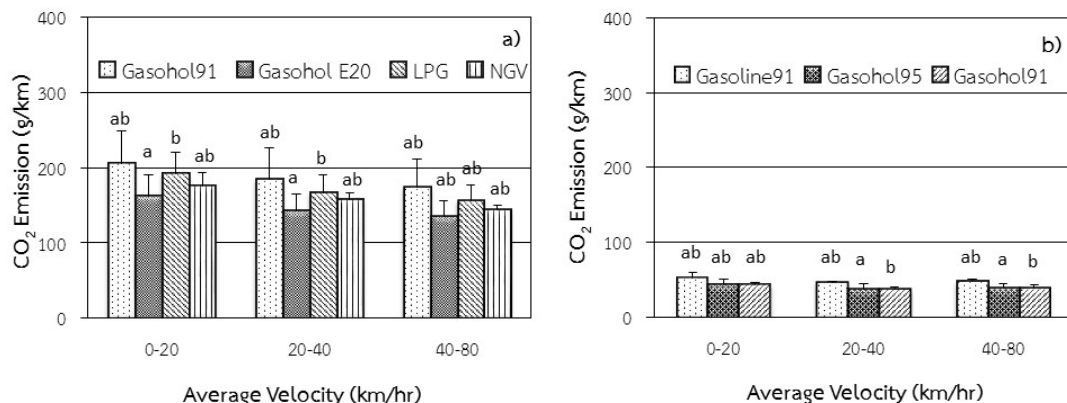 400
300
200
100
0
CO2 Emission (g/km)
a)
Gasohol91 Gasohol E20 LPG NGV
ab a b ab
ab a b ab
ab ab ab ab
0-20 20-40 40-80
Average Velocity (km/hr)
400
300
200
100
0
CO2 Emission (g/km)
b)
Gasoline91 Gasohol95 Gasohol91
ab ab ab
ab a b
ab a b
0-20 20-40 40-80
Average Velocity (km/hr)